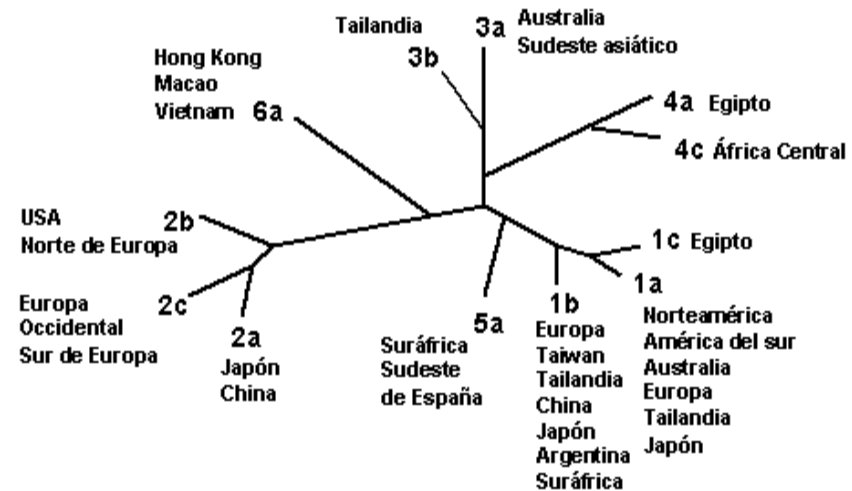 Tailandia
3b
3a
Australia
Sudeste asiático
Hong Kong
Macao
Vietnam 6a
4a Egipto
4c África Central
USA
Norte de Europa
2b
Europa
Occidental
Sur de Europa
2c
2a
Japón
China
5a
Suráfrica
Sudeste
de España
1c Egipto
1a
Norteamérica
América del sur
Australia
Europa
Tailandia
Japón
1b
Europa
Taiwan
Tailandia
China
Japón
Argentina
Suráfrica